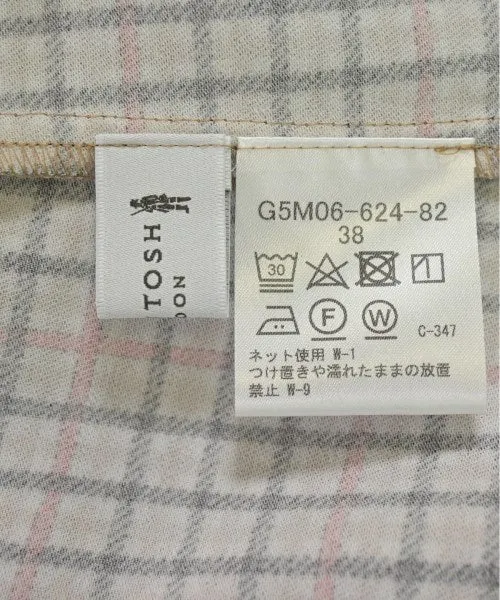 TOSH
DON
G5M06-624-82
38
30
F
W
C-347
ネット使用 W-1
つけ置きや濡れたままの放置
禁止 W-9